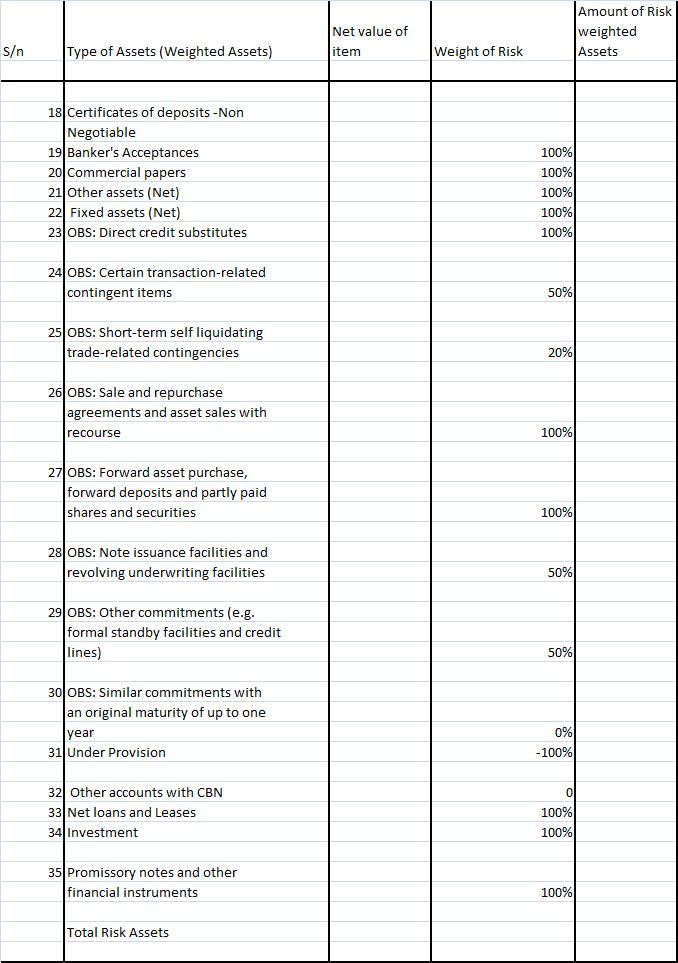 Amount of Risk
Net value of weighted
S/n Type of Assets (Weighted Assets) item Weight of Risk Assets
18 Certificates of deposits -Non
Negotiable
19 Banker's Acceptances 100%
20 Commercial papers 100%
21 Other assets (Net) 100%
22 Fixed assets (Net) 100%
23 OBS: Direct credit substitutes 100%
24 OBS: Certain transaction-related
contingent items 50%
25 OBS: Short-term self liquidating
trade-related contingencies 20%
26 OBS: Sale and repurchase
agreements and asset sales with
recourse 100%
27 OBS: Forward asset purchase,
forward deposits and partly paid
shares and securities 100%
28 OBS: Note issuance facilities and
revolving underwriting facilities 50%
29 OBS: Other commitments (e.g.
formal standby facilities and credit
lines) 50%
30 OBS: Similar commitments with
an original maturity of up to one
year 0%
31 Under Provision -100%
32 Other accounts with CBN 0
33 Net loans and Leases 100%
34 Investment 100%
35 Promissory notes and other
financial instruments 100%
Total Risk Assets